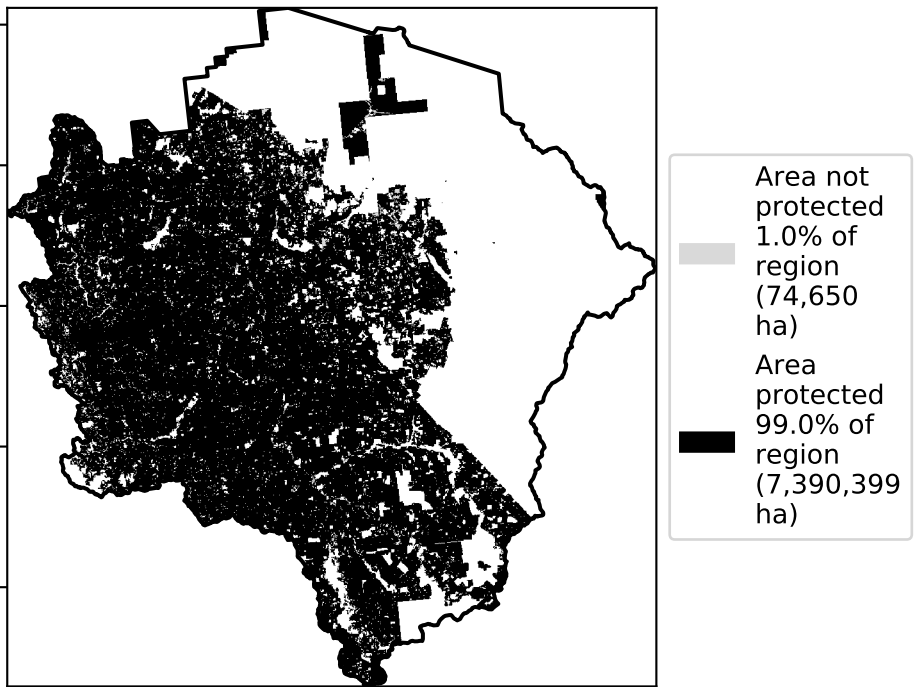 Area not
protected
1.0% of
region
(74,650
ha)
Area
protected
99.0% of
region
(7,390,399
ha)